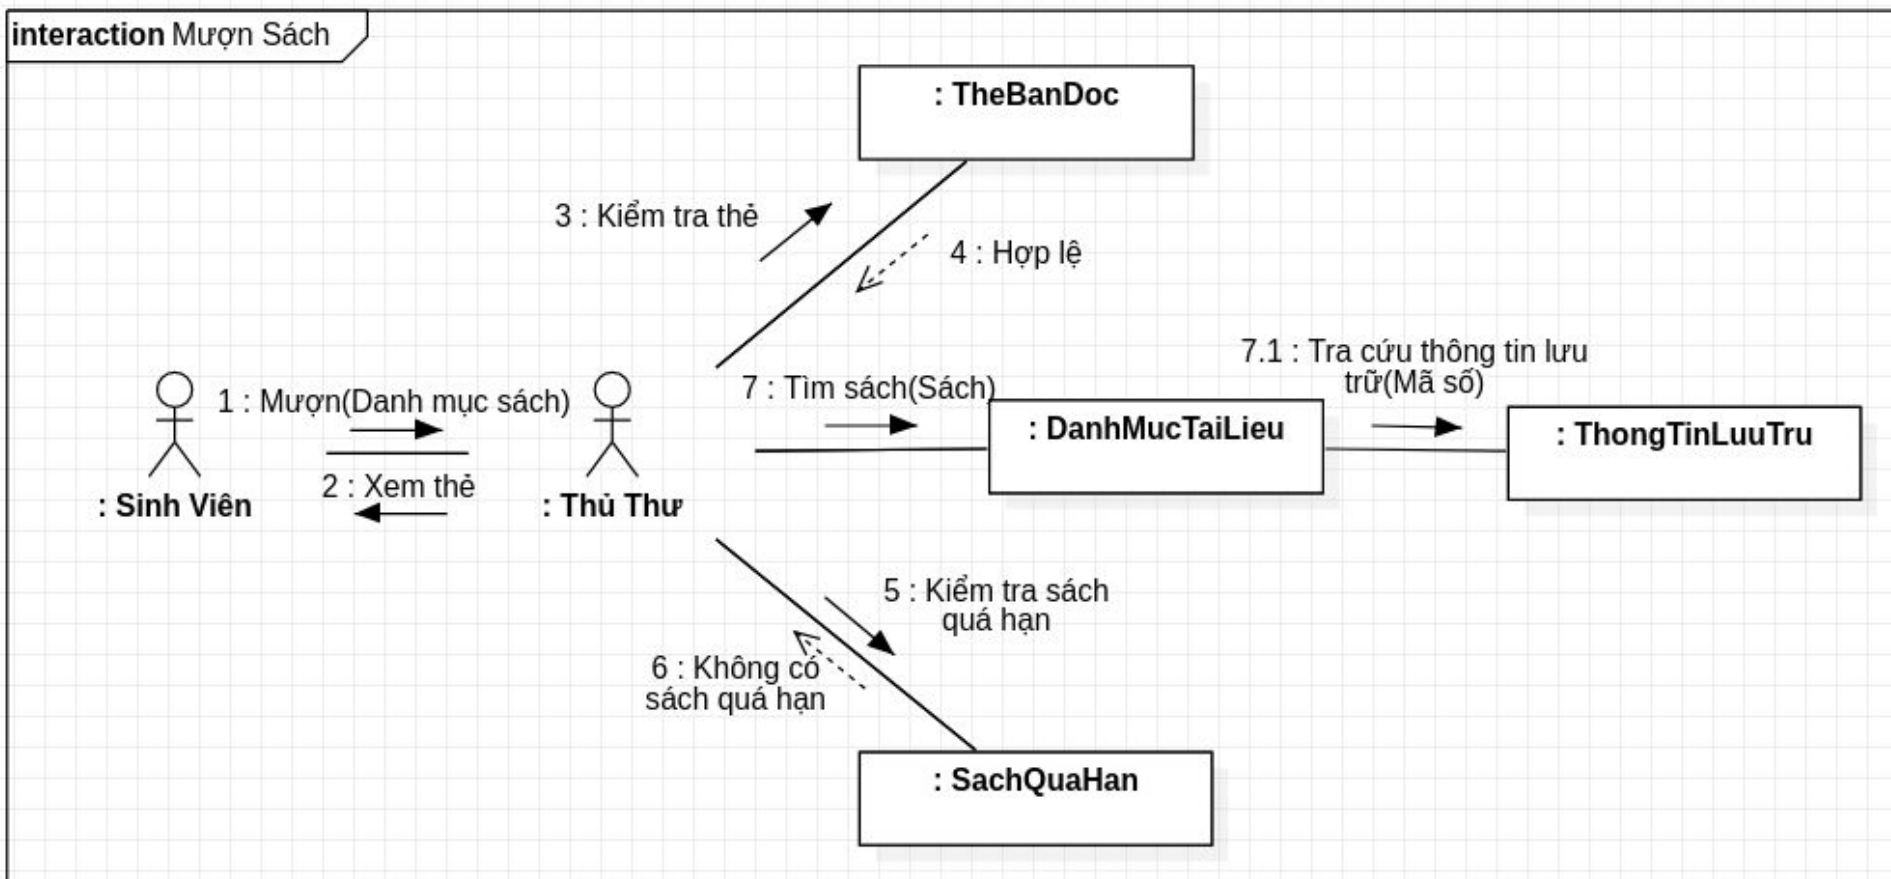 interaction Mượn Sách
: TheBanDoc
3 : Kiểm tra thẻ
4 : Hợp lệ
7.1 : Tra cứu thông tin lưu
trữ(Mã số)
1 : Mượn(Danh mục sách)
7 : Tìm sách(Sách)
: DanhMucTaiLieu
: ThongTinLuuTru
2 : Xem thẻ
: Sinh Viên
: Thủ Thư
5 : Kiểm tra sách
quá hạn
6 : Không có
sách quá hạn
: SachQuaHan